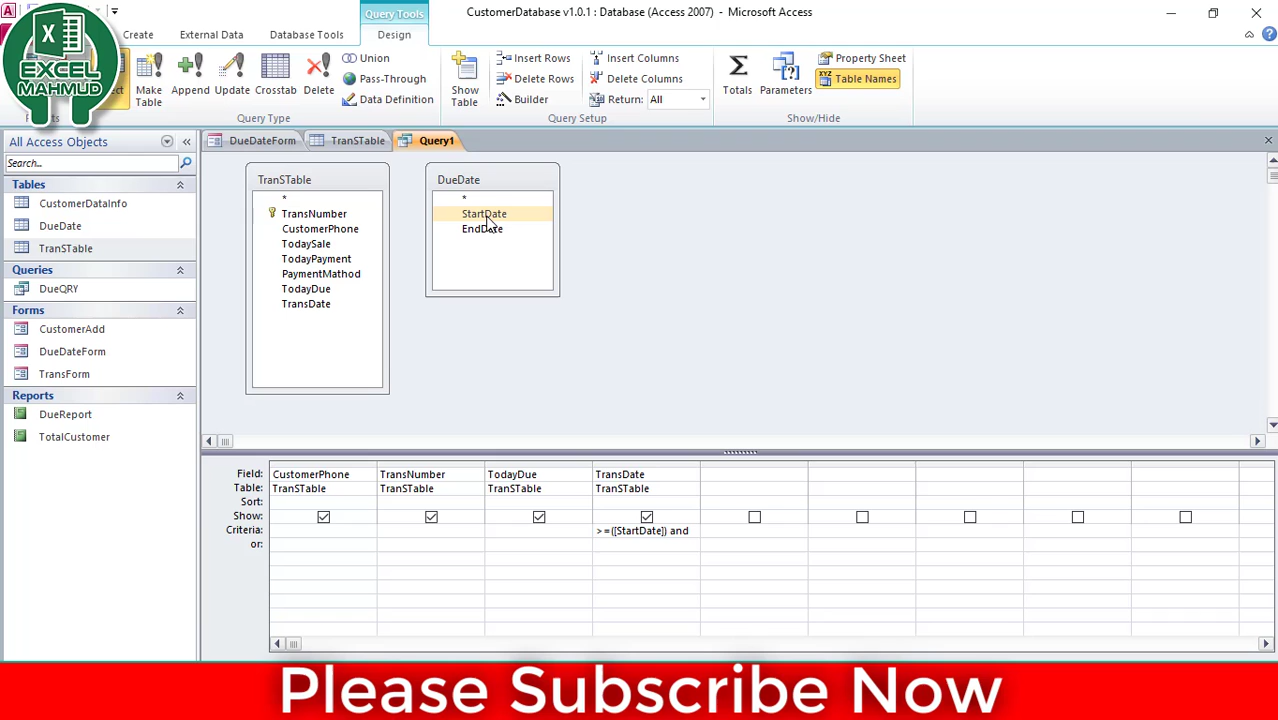 Query Tools
CustomerDatabase v1.0.1 : Database (Access 2007) - Microsoft Access
Create
External Data
Database Tools
Design
EXCEL
MAHMUD
Make
Table
Append
Update
Crosstab
Delete
Union
Pass-Through
Data Definition
Query Type
Show
Table
Insert Rows
Delete Rows
Builder
Insert Columns
Delete Columns
Return:
All
Query Setup
Totals
Parameters
Property Sheet
XYZ
Table Names
Show/Hide
All Access Objects
Search...
Tables
CustomerDataInfo
DueDate
TranSTable
Queries
DueQRY
Forms
CustomerAdd
DueDateForm
TransForm
Reports
DueReport
TotalCustomer
DueDateForm
TranSTable
Query1
TranSTable
*
TransNumber
CustomerPhone
TodaySale
TodayPayment
PaymentMathod
TodayDue
TransDate
DueDate
*
StartDate
EndDate
Field: CustomerPhone TransNumber TodayDue TransDate
Table: TranSTable TranSTable TranSTable TranSTable
Sort:
Show:
Criteria: >=([StartDate]) and
or:
Please Subscribe Now